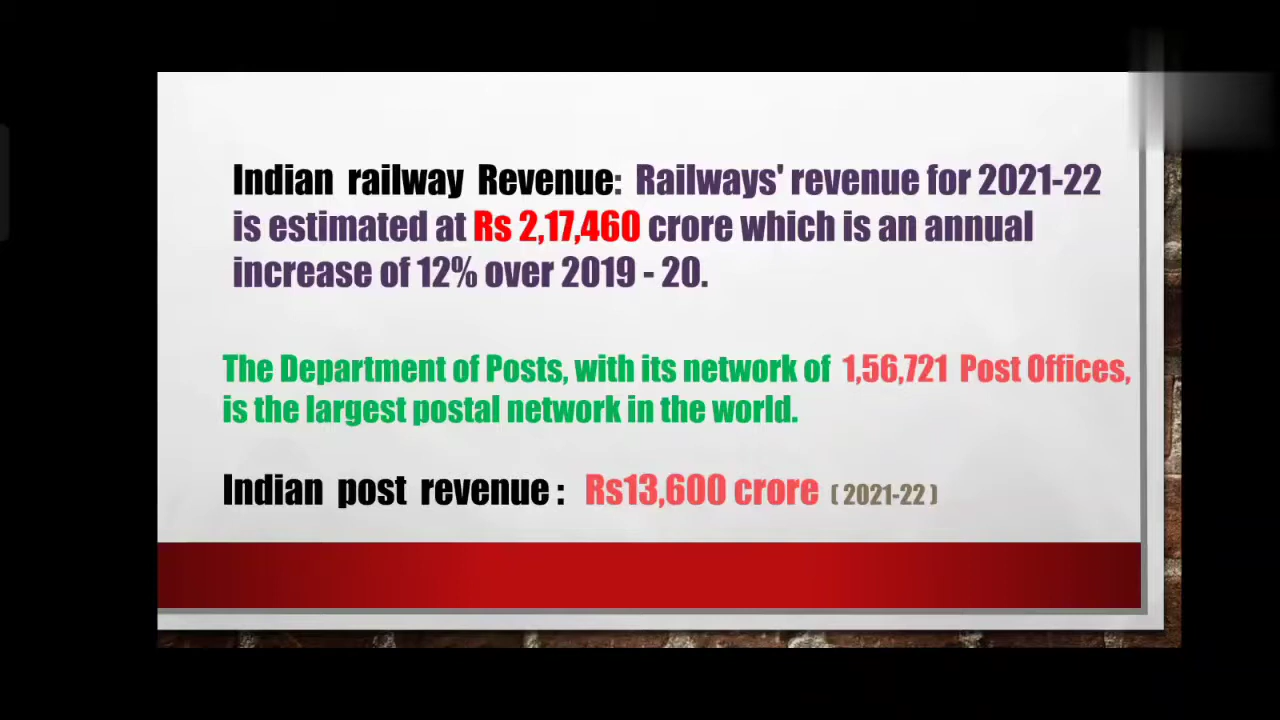 Indian railway Revenue: Railways' revenue for 2021-22
is estimated at Rs 2,17,460 crore which is an annual
increase of 12% over 2019 - 20.
The Department of Posts, with its network of 1,56,721 Post Offices,
is the largest postal network in the world.
Indian post revenue : Rs13,600 crore ( 2021-22 )